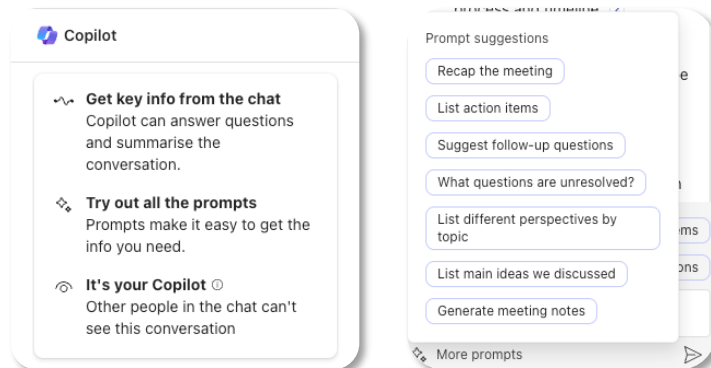 Copilot
Get key info from the chat
Copilot can answer questions
and summarise the
conversation.
Try out all the prompts
Prompts make it easy to get the
info you need.
It's your Copilot
Other people in the chat can't
see this conversation
process and timeline
Prompt suggestions
Recap the meeting
List action items
Suggest follow-up questions
What questions are unresolved?
List different perspectives by
topic
List main ideas we discussed
Generate meeting notes
More prompts